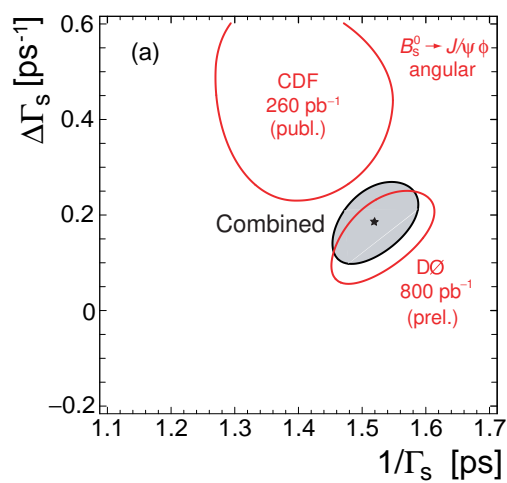 ΔΓs [ps-1]
0.6
0.4
0.2
0
−0.2
(a)
B0s → J/ψ φ
angular
CDF
260 pb−1
(publ.)
Combined
DØ
800 pb−1
(prel.)
1.1 1.2 1.3 1.4 1.5 1.6 1.7
1/Γs [ps]